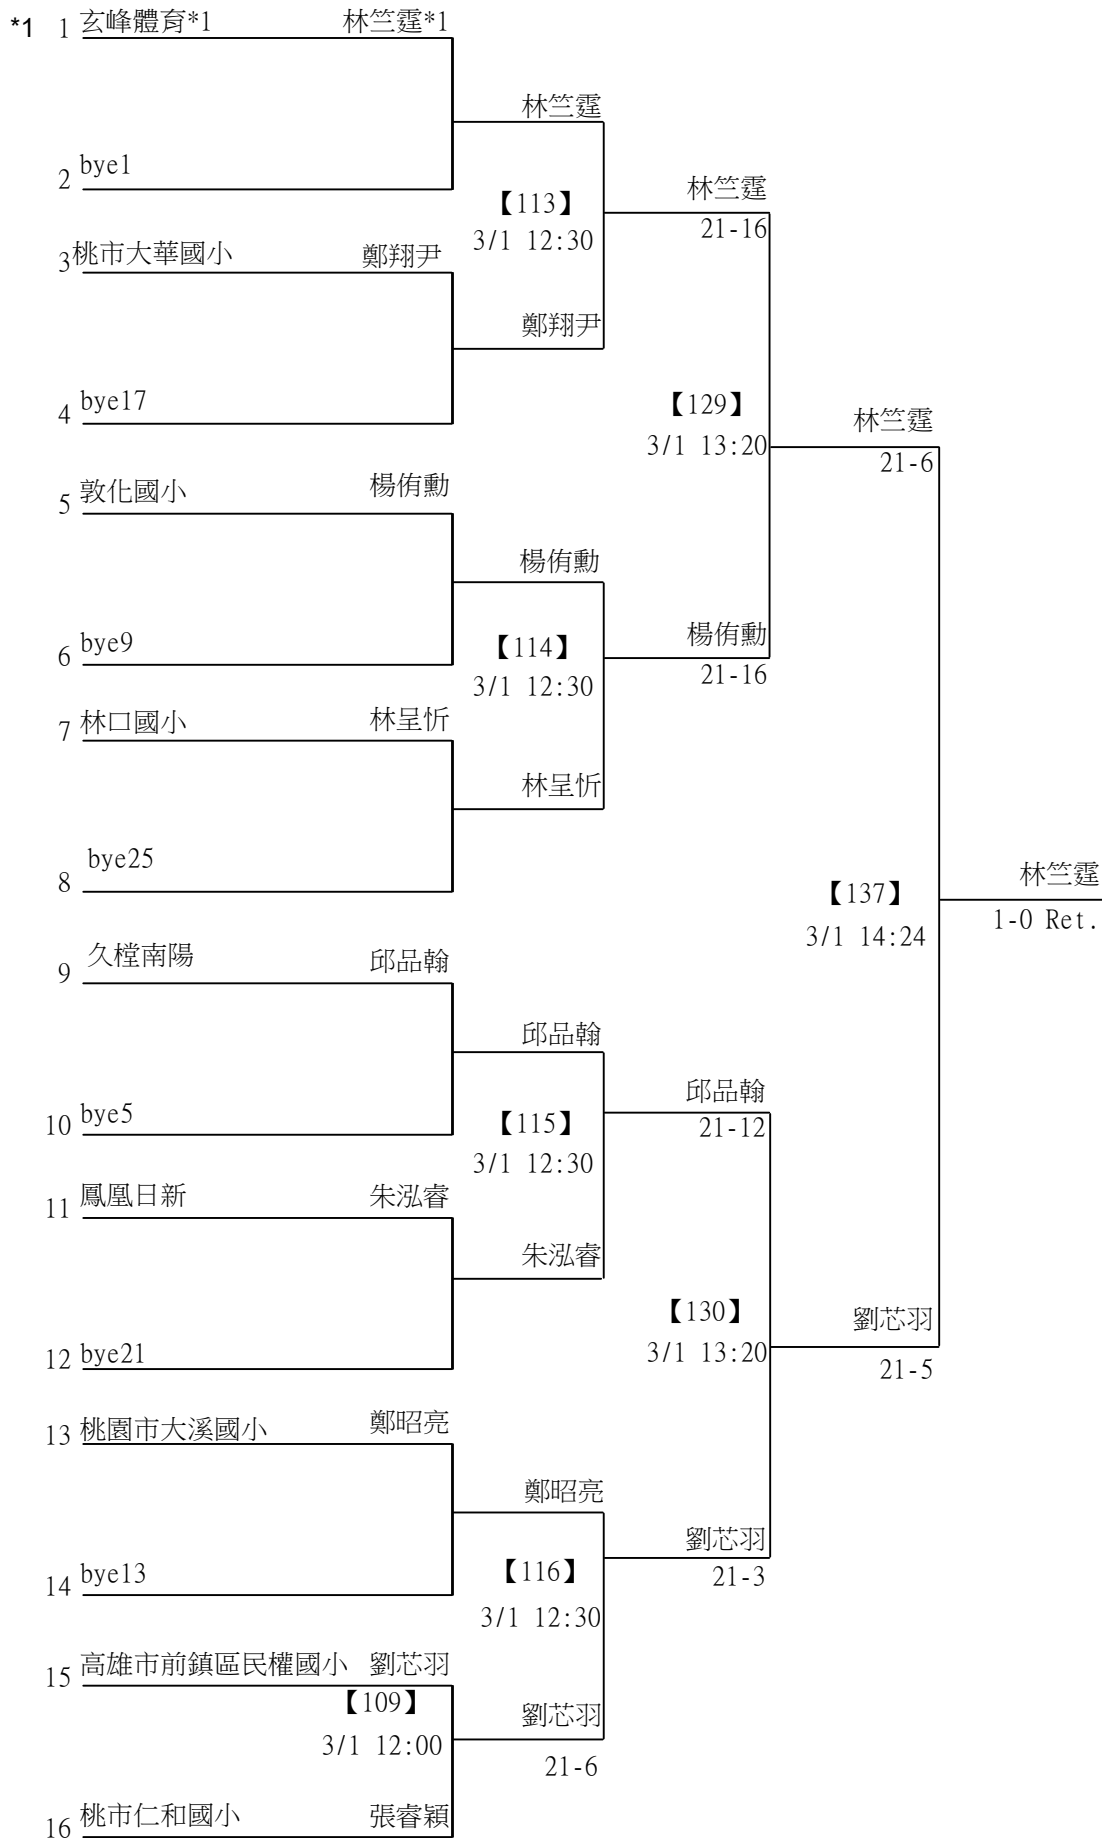 *1 1 玄峰體育*1 林竺霆*1
林竺霆
2 bye1
林竺霆
【113】
21-16
3/1 12:30
3 桃市大華國小 鄭翔尹
鄭翔尹
4 bye17
【129】
林竺霆
3/1 13:20
21-6
5 敦化國小 楊侑勳
楊侑勳
6 bye9
【114】
楊侑勳
21-16
3/1 12:30
7 林口國小 林呈忻
林呈忻
8 bye25
林竺霆
【137】
1-0 Ret.
3/1 14:24
9 久樘南陽 邱品翰
邱品翰
邱品翰
10 bye5
【115】
21-12
3/1 12:30
11 鳳凰日新 朱泓睿
朱泓睿
【130】
劉芯羽
3/1 13:20
12 bye21
21-5
13 桃園市大溪國小 鄭昭亮
鄭昭亮
劉芯羽
14 bye13
【116】
21-3
3/1 12:30
15 高雄市前鎮區民權國小 劉芯羽
【109】
劉芯羽
3/1 12:00
21-6
16 桃市仁和國小 張睿穎